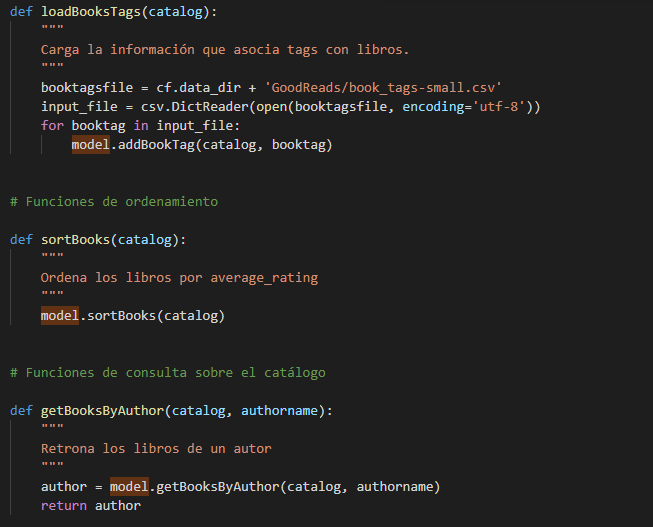 def loadBooksTags(catalog):
"""
Carga la información que asocia tags con libros.
"""
booktagsfile = cf.data_dir + 'GoodReads/book_tags-small.csv'
input_file = csv.DictReader(open(booktagsfile, encoding='utf-8'))
for booktag in input_file:
model.addBookTag(catalog, booktag)
# Funciones de ordenamiento
def sortBooks(catalog):
"""
Ordena los libros por average_rating
"""
model.sortBooks(catalog)
# Funciones de consulta sobre el catálogo
def getBooksByAuthor(catalog, authorname):
"""
Retrona los libros de un autor
"""
author = model.getBooksByAuthor(catalog, authorname)
return author